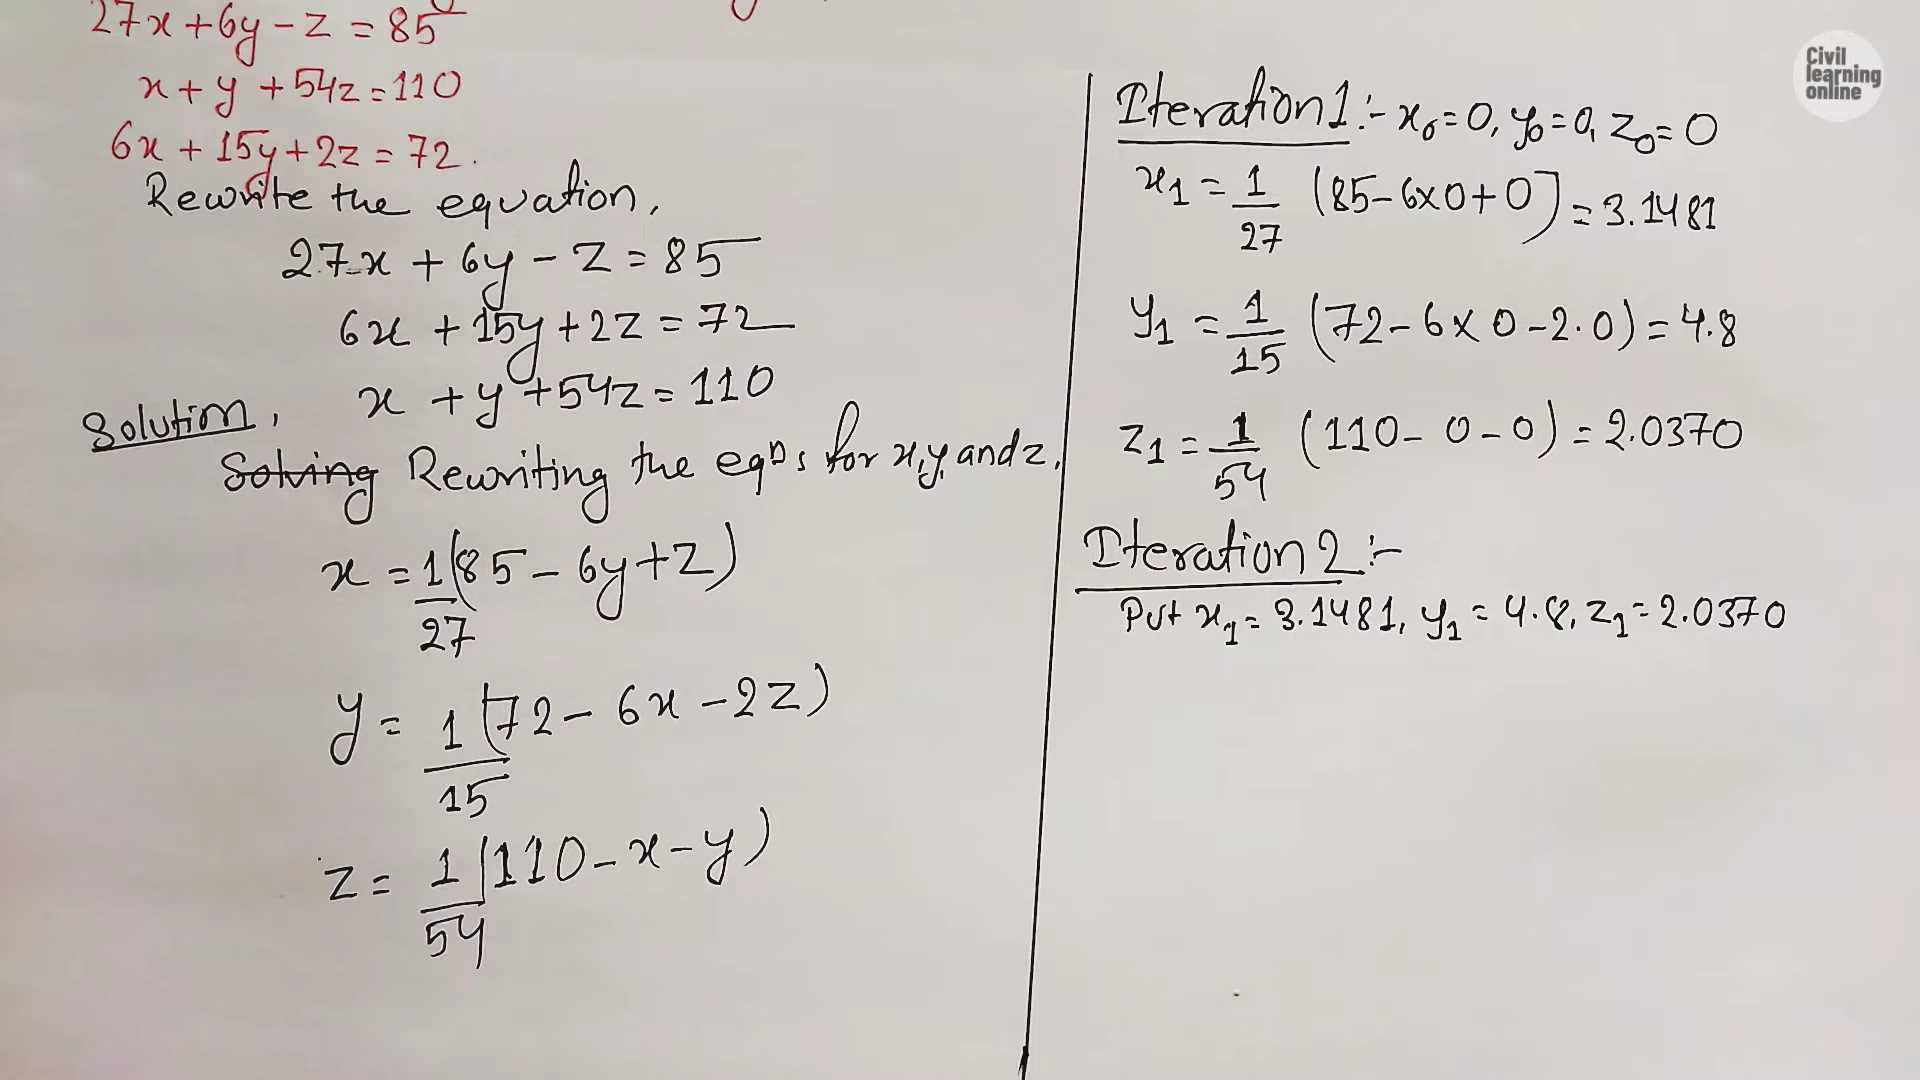 27x + 6y - z = 85
x + y + 54z = 110
6x + 15y + 2z = 72.
Rewrite the equation,
27x + 6y - z = 85
6x + 15y + 2z = 72
x + y + 54z = 110
Solution,
Solving Rewriting the eqns for x,y, and z.
x = 1/27 (85 - 6y + z)
y = 1/15 (72 - 6x - 2z)
z = 1/54 (110 - x - y)
Iteration 1 :- x0 = 0, y0 = 0, z0 = 0
x1 = 1/27 (85 - 6×0 + 0) = 3.1481
y1 = 1/15 (72 - 6×0 - 2.0) = 4.8
z1 = 1/54 (110 - 0 - 0) = 2.0370
Iteration 2 :-
Put x1 = 3.1481, y1 = 4.8, z1 = 2.0370
Civil
learning
online